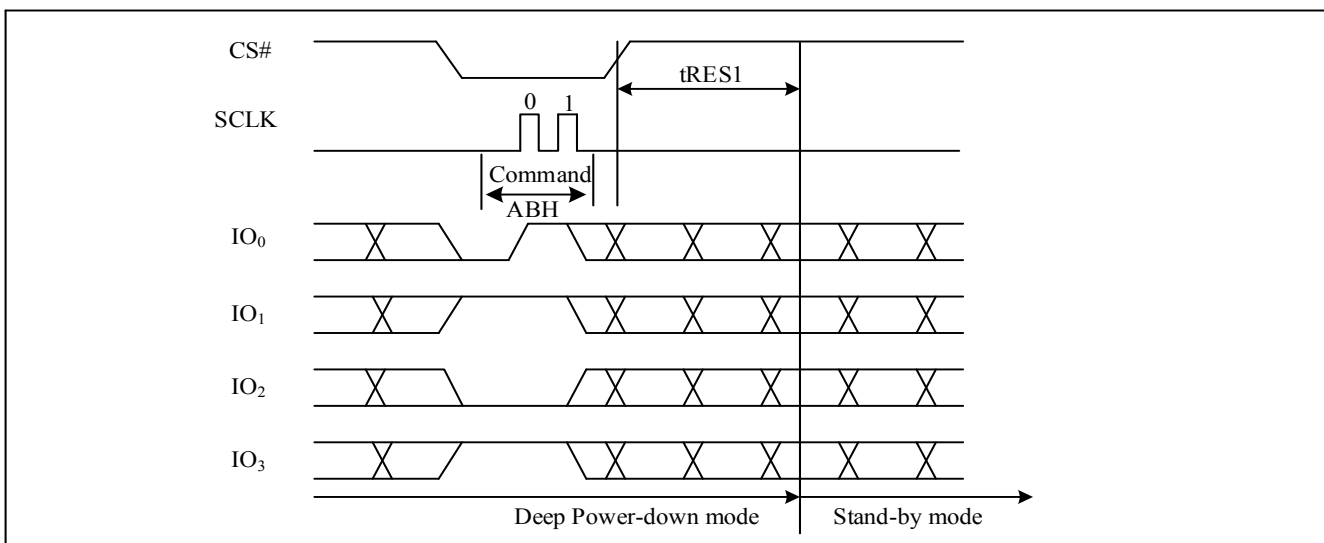 CS#
tRES1
SCLK
0 1
Command
ABH
IO₀
IO₁
IO₂
IO₃
Deep Power-down mode Stand-by mode